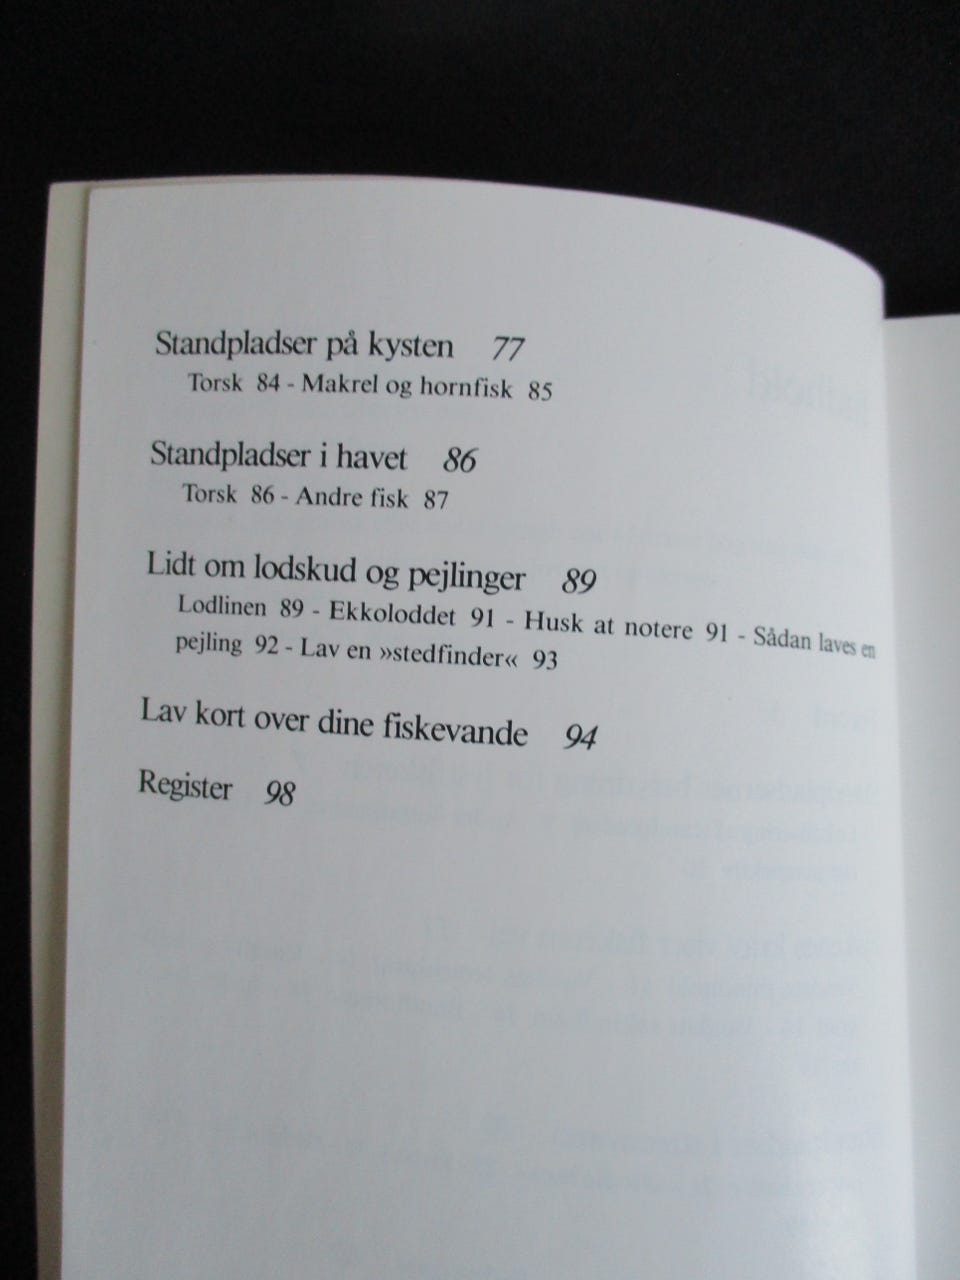 Standpladser på kysten 77
Torsk 84 - Makrel og hornfisk 85
Standpladser i havet 86
Torsk 86 - Andre fisk 87
Lidt om lodskud og pejlinger 89
Lodlinen 89 - Ekkoloddet 91 - Husk at notere 91 - Sådan laves en
pejling 92 - Lav en »stedfinder« 93
Lav kort over dine fiskevande 94
Register 98